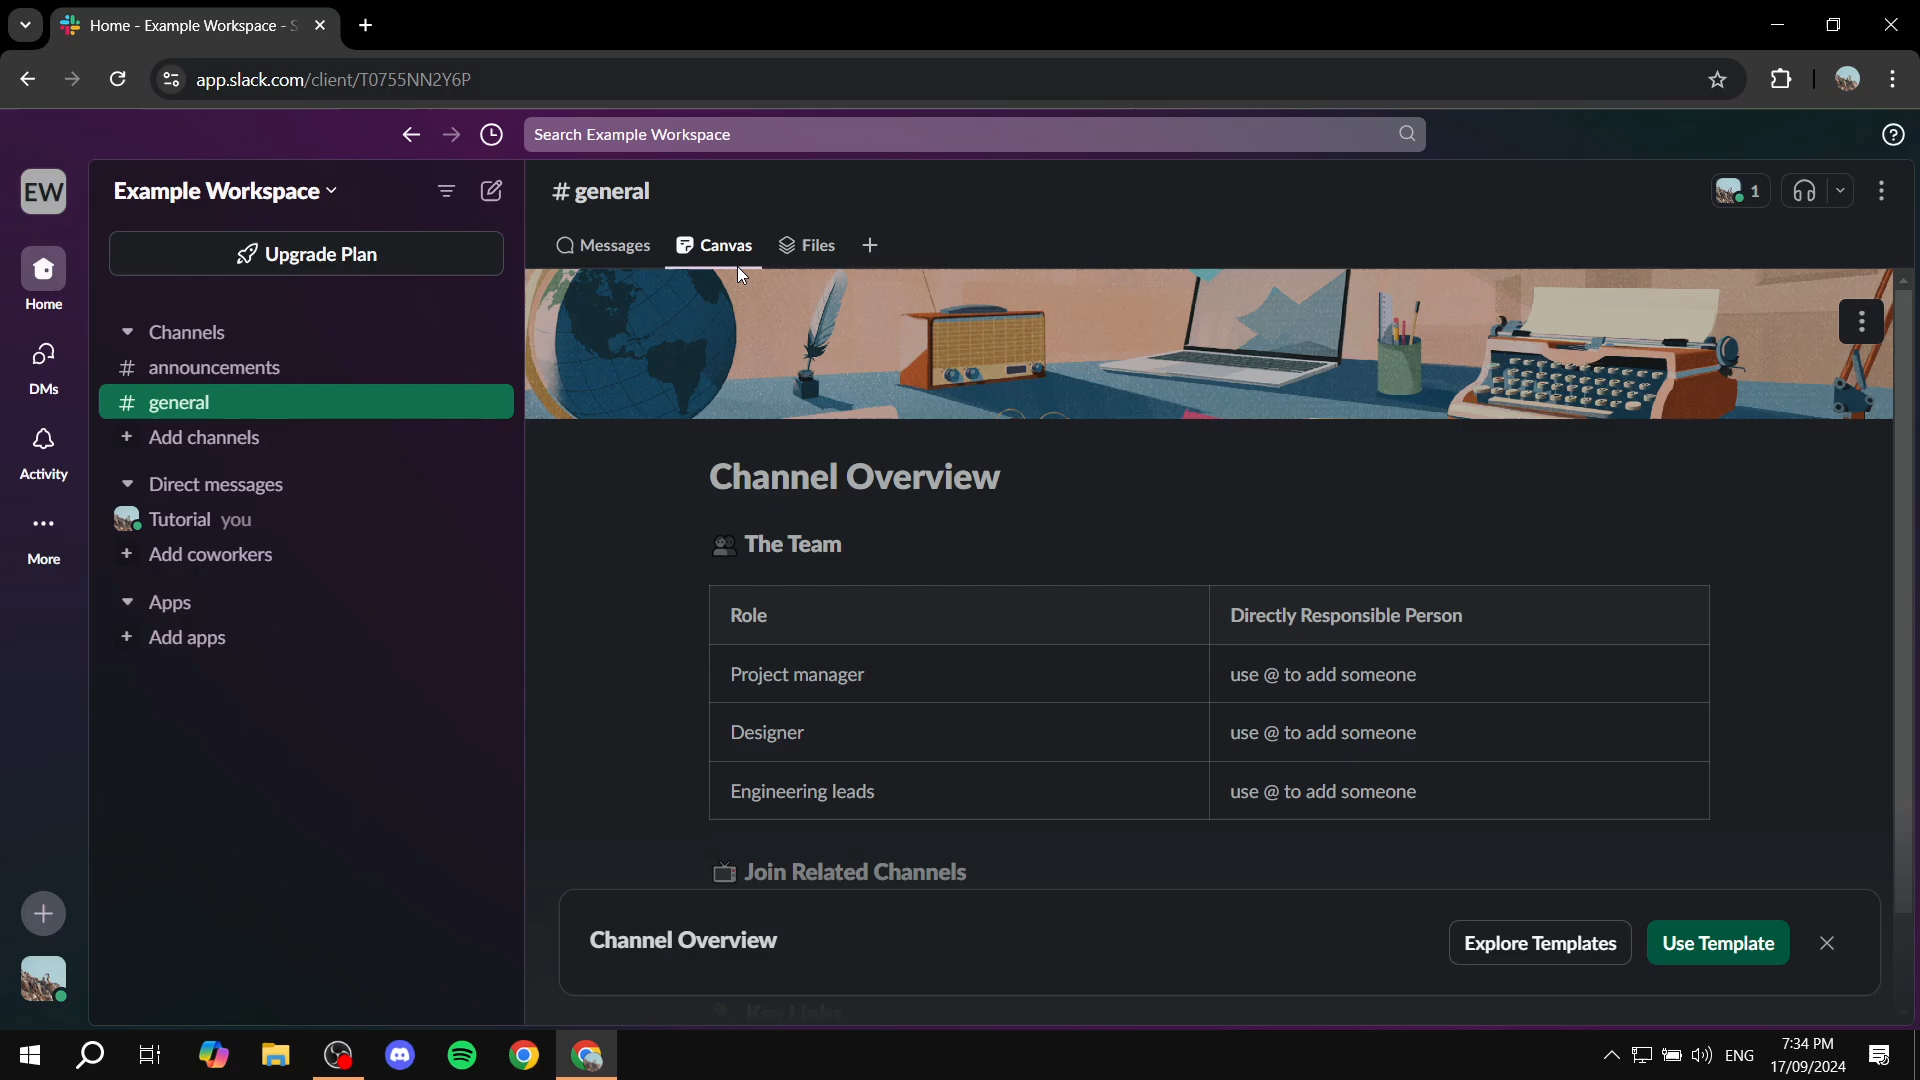 Home - Example Workspace - S
app.slack.com/client/T0755NN2Y6P
Search Example Workspace
EW
Example Workspace
# general
1
Upgrade Plan
Messages
Canvas
Files
Home
Channels
# announcements
# general
+ Add channels
DMs
Activity
Direct messages
Tutorial you
+ Add coworkers
More
Apps
+ Add apps
Channel Overview
The Team
Role
Directly Responsible Person
Project manager
use @ to add someone
Designer
use @ to add someone
Engineering leads
use @ to add someone
Join Related Channels
Channel Overview
Explore Templates
Use Template
Key Links
ENG
7:34 PM
17/09/2024